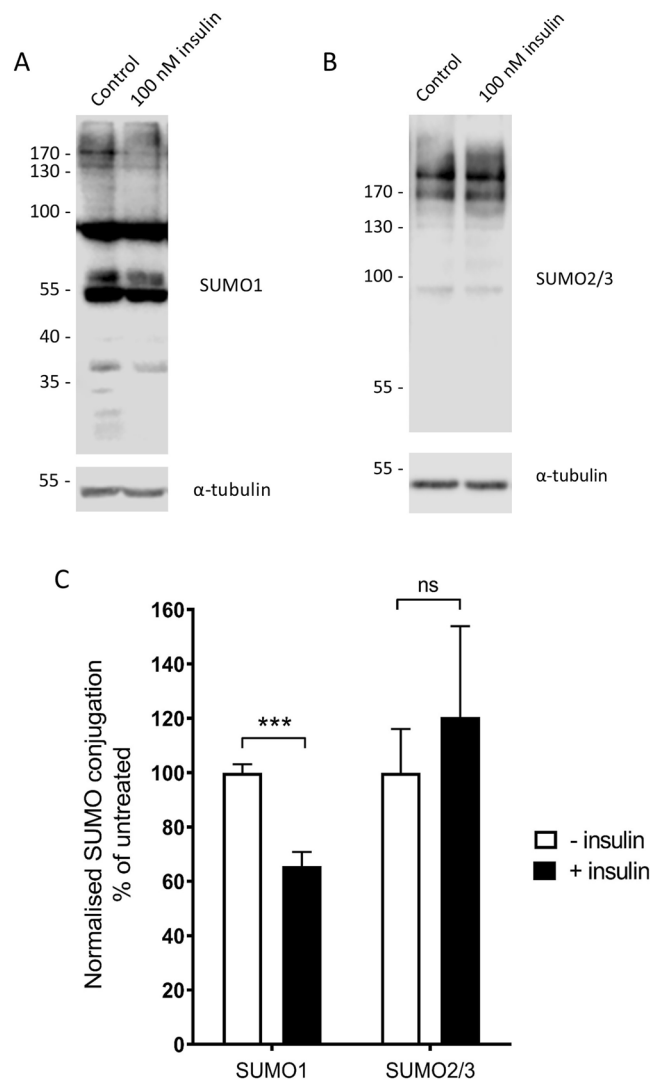 A
Control
100 nM insulin
170 -
130 -
100 -
55 -
40 -
35 -
SUMO1
55 -
α-tubulin
B
Control
100 nM insulin
170 -
130 -
100 -
55 -
SUMO2/3
55 -
α-tubulin
C
Normalised SUMO conjugation
% of untreated
160
140
120
100
80
60
40
20
0
***
ns
SUMO1
SUMO2/3
- insulin
+ insulin